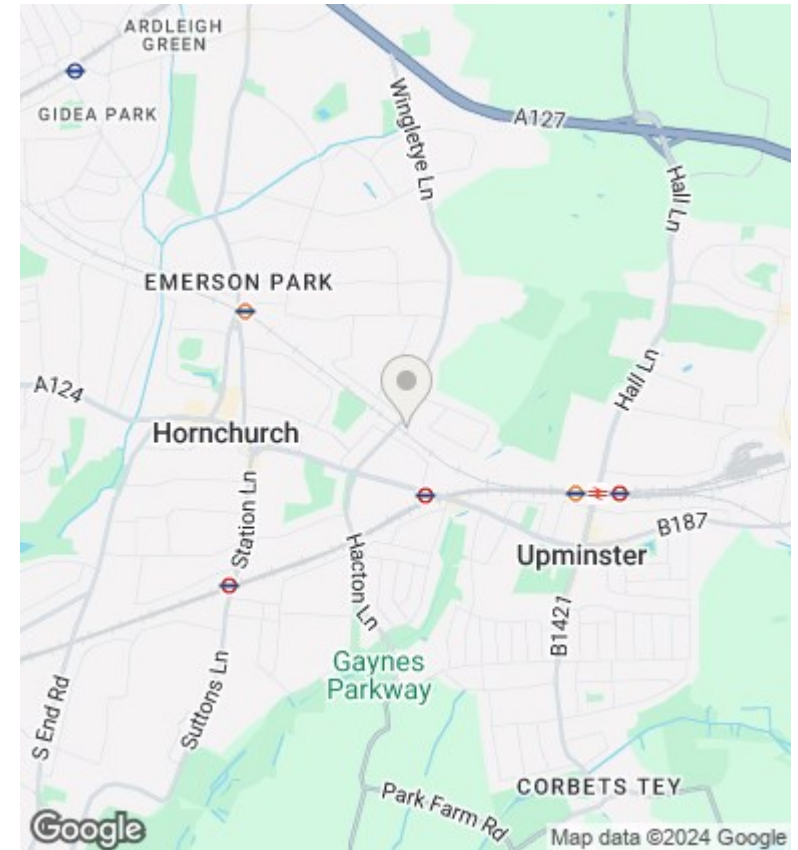 ARDLEIGH
GREEN
GIDEA PARK
Wingletye Ln
A127
Hall Ln
EMERSON PARK
A124
Hornchurch
Hall Ln
Station Ln
B187
Upminster
Hacton Ln
B1421
Gaynes
Parkway
Suttons Ln
S End Rd
CORBETS TEY
Park Farm Rd
Google
Map data ©2024 Google